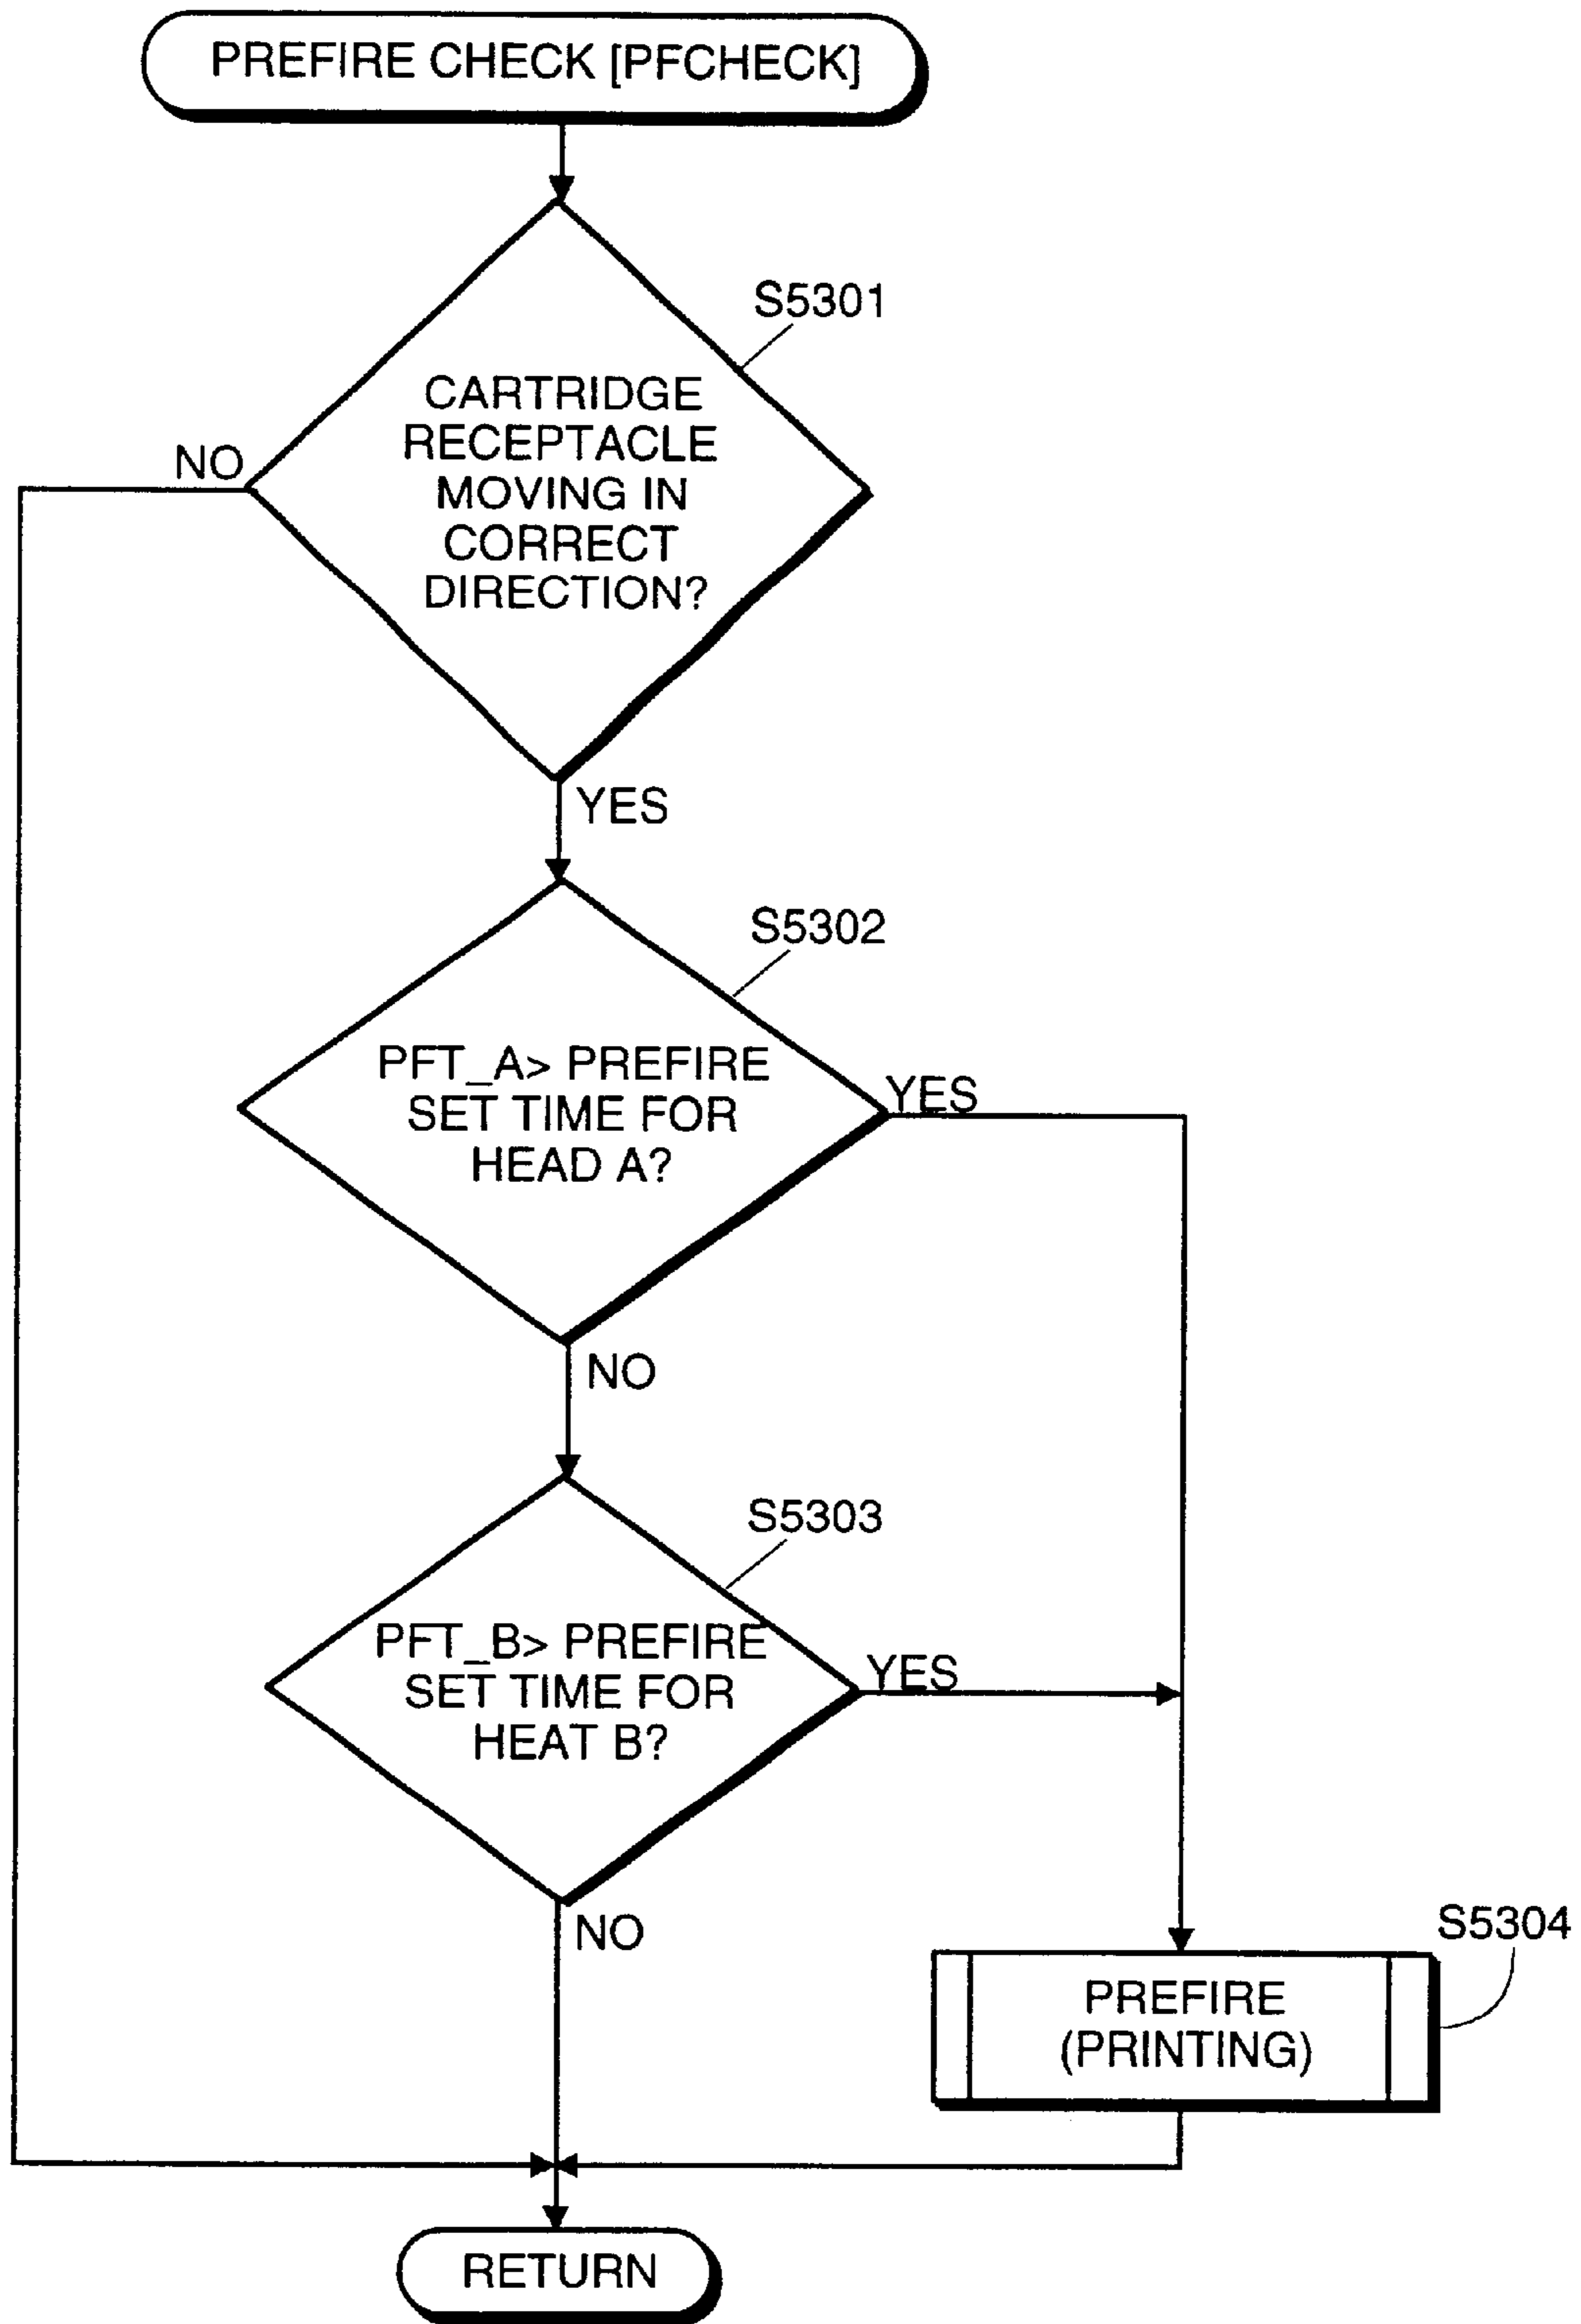 PREFIRE CHECK [PFCHECK]
S5301
CARTRIDGE
RECEPTACLE
MOVING IN
CORRECT
DIRECTION?
NO
YES
S5302
PFT_A> PREFIRE
SET TIME FOR
HEAD A?
YES
NO
S5303
PFT_B> PREFIRE
SET TIME FOR
HEAT B?
YES
NO
S5304
PREFIRE
(PRINTING)
RETURN